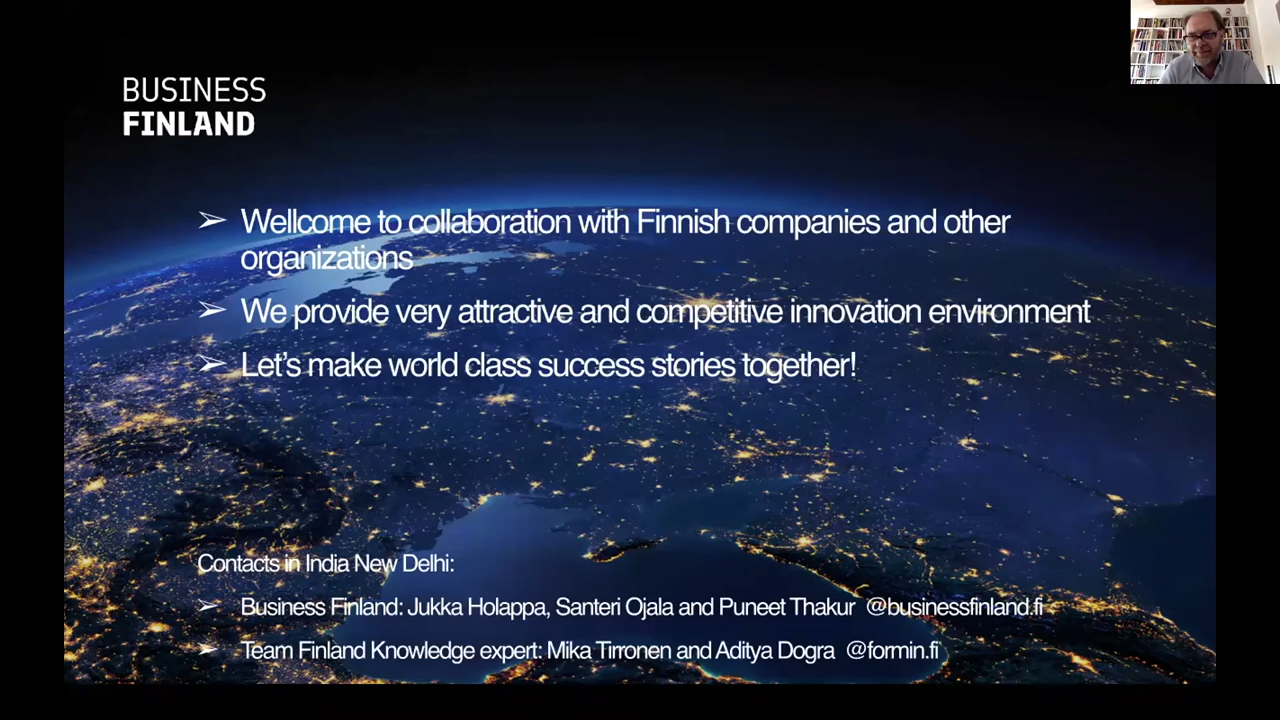 BUSINESS
FINLAND
➢ Wellcome to collaboration with Finnish companies and other
organizations
➢ We provide very attractive and competitive innovation environment
➢ Let's make world class success stories together!
Contacts in India New Delhi:
➢ Business Finland: Jukka Holappa, Santeri Ojala and Puneet Thakur @businessfinland.fi
➢ Team Finland Knowledge expert: Mika Tirronen and Aditya Dogra @formin.fi